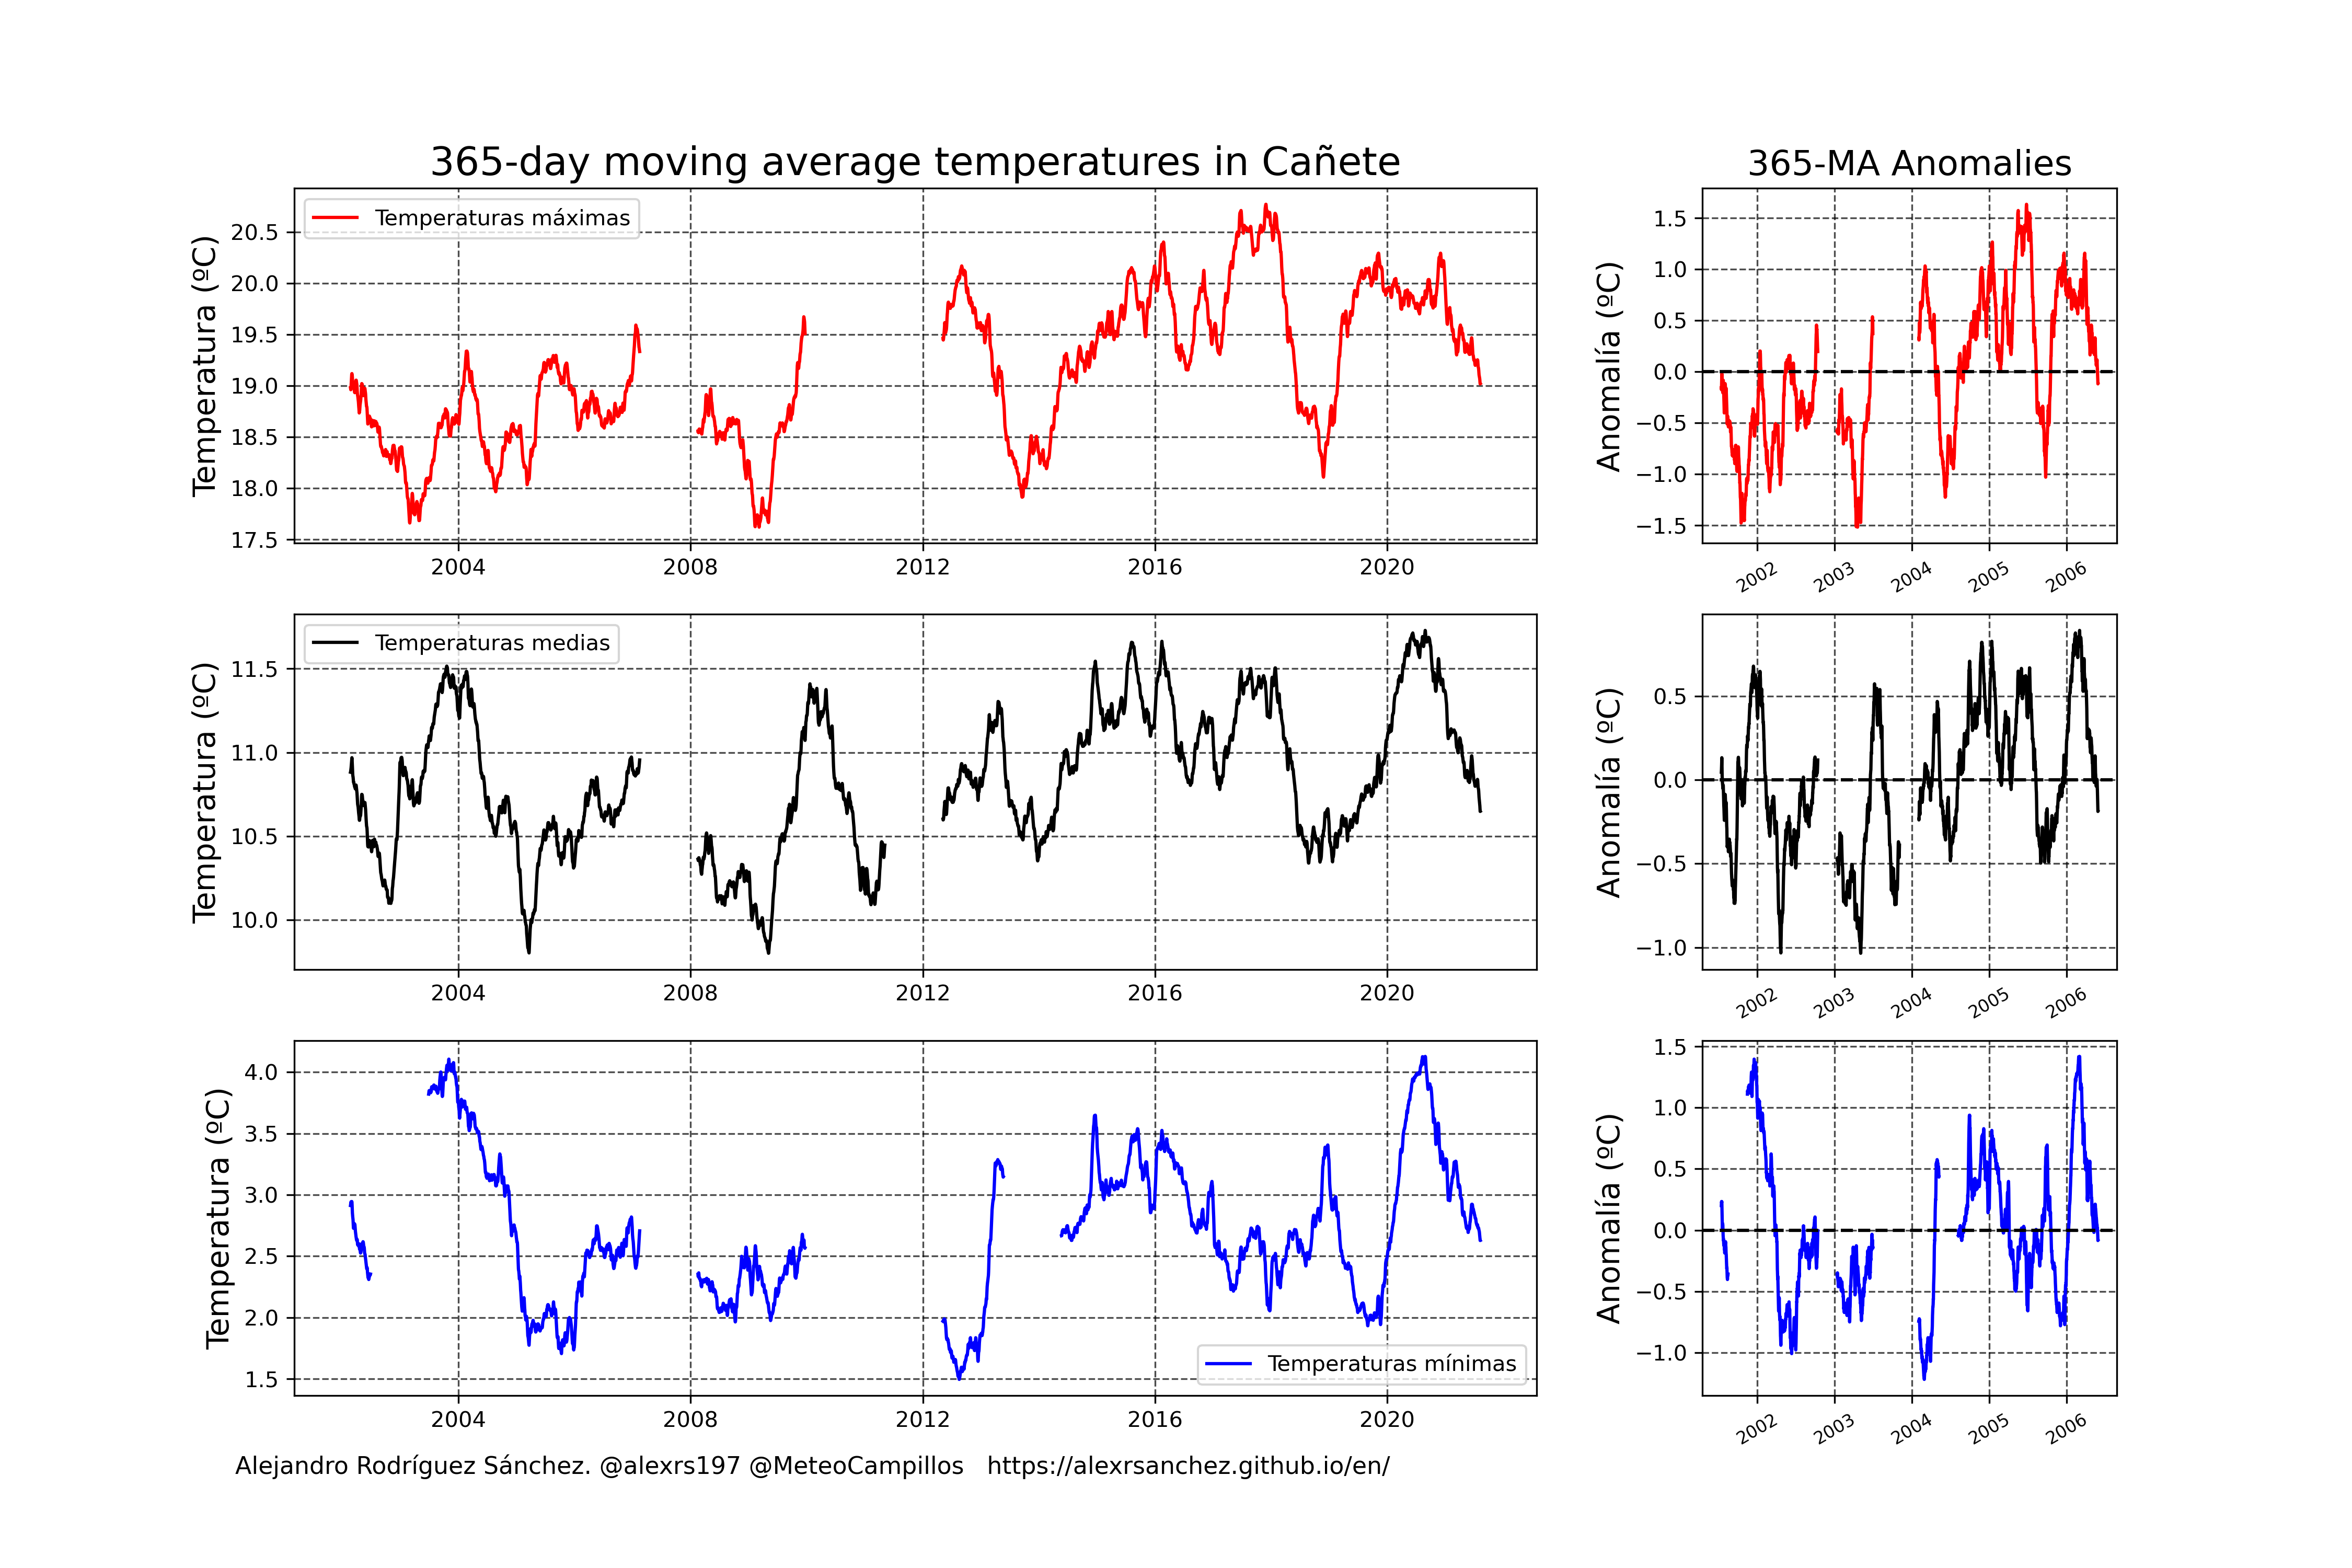 365-day moving average temperatures in Cañete
365-MA Anomalies
Temperatura (ºC)
20.5
20.0
19.5
19.0
18.5
18.0
17.5
Temperaturas máximas
2004 2008 2012 2016 2020
Anomalía (ºC)
1.5
1.0
0.5
0.0
−0.5
−1.0
−1.5
2002 2003 2004 2005 2006
Temperatura (ºC)
11.5
11.0
10.5
10.0
Temperaturas medias
2004 2008 2012 2016 2020
Anomalía (ºC)
0.5
0.0
−0.5
−1.0
2002 2003 2004 2005 2006
Temperatura (ºC)
4.0
3.5
3.0
2.5
2.0
1.5
Temperaturas mínimas
2004 2008 2012 2016 2020
Anomalía (ºC)
1.5
1.0
0.5
0.0
−0.5
−1.0
2002 2003 2004 2005 2006
Alejandro Rodríguez Sánchez. @alexrs197 @MeteoCampillos https://alexrsanchez.github.io/en/